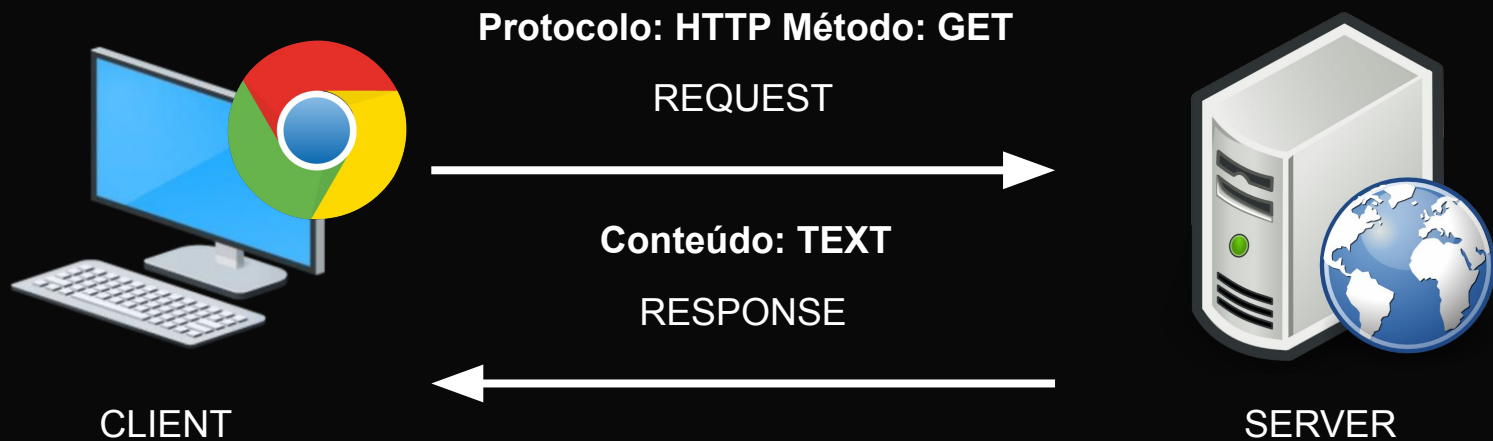 Protocolo: HTTP Método: GET
REQUEST
Conteúdo: TEXT
RESPONSE
CLIENT
SERVER